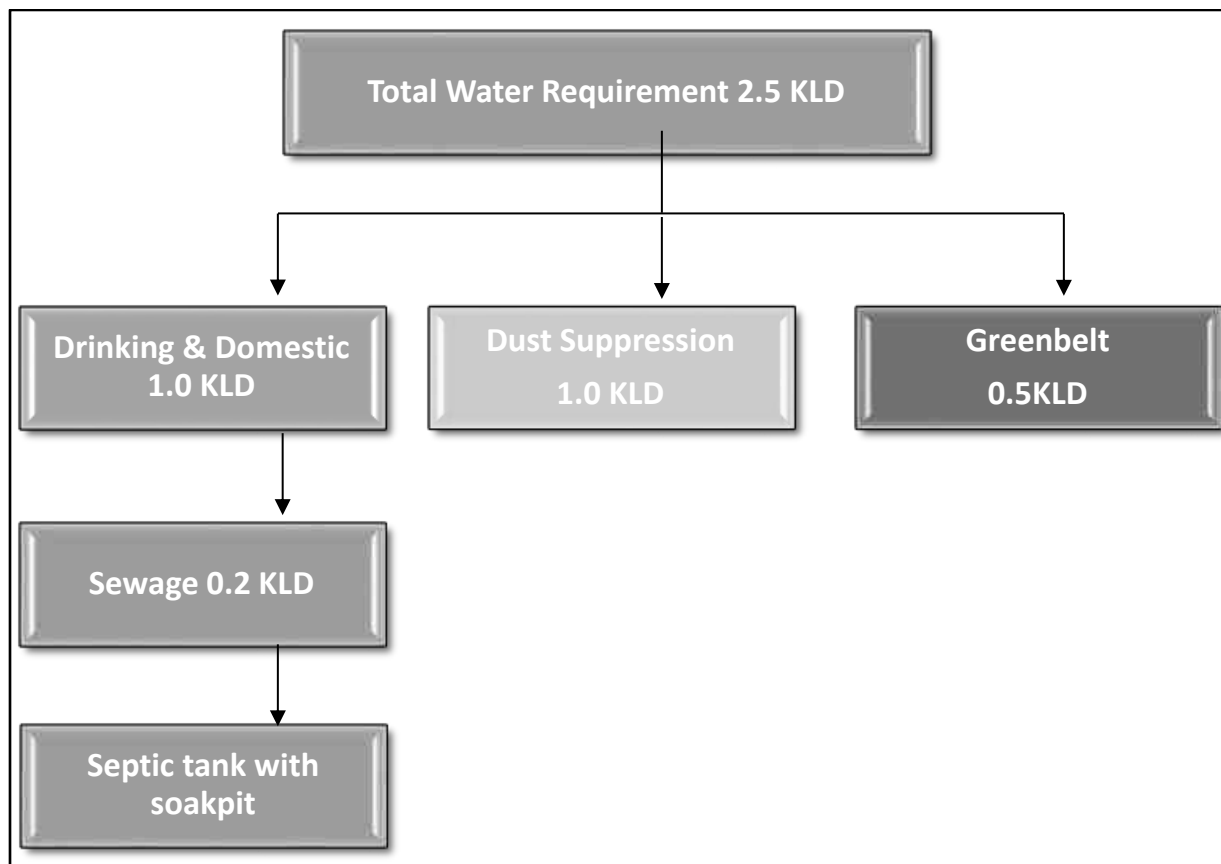 Total Water Requirement 2.5 KLD
Drinking & Domestic
1.0 KLD
Dust Suppression
1.0 KLD
Greenbelt
0.5KLD
Sewage 0.2 KLD
Septic tank with
soakpit